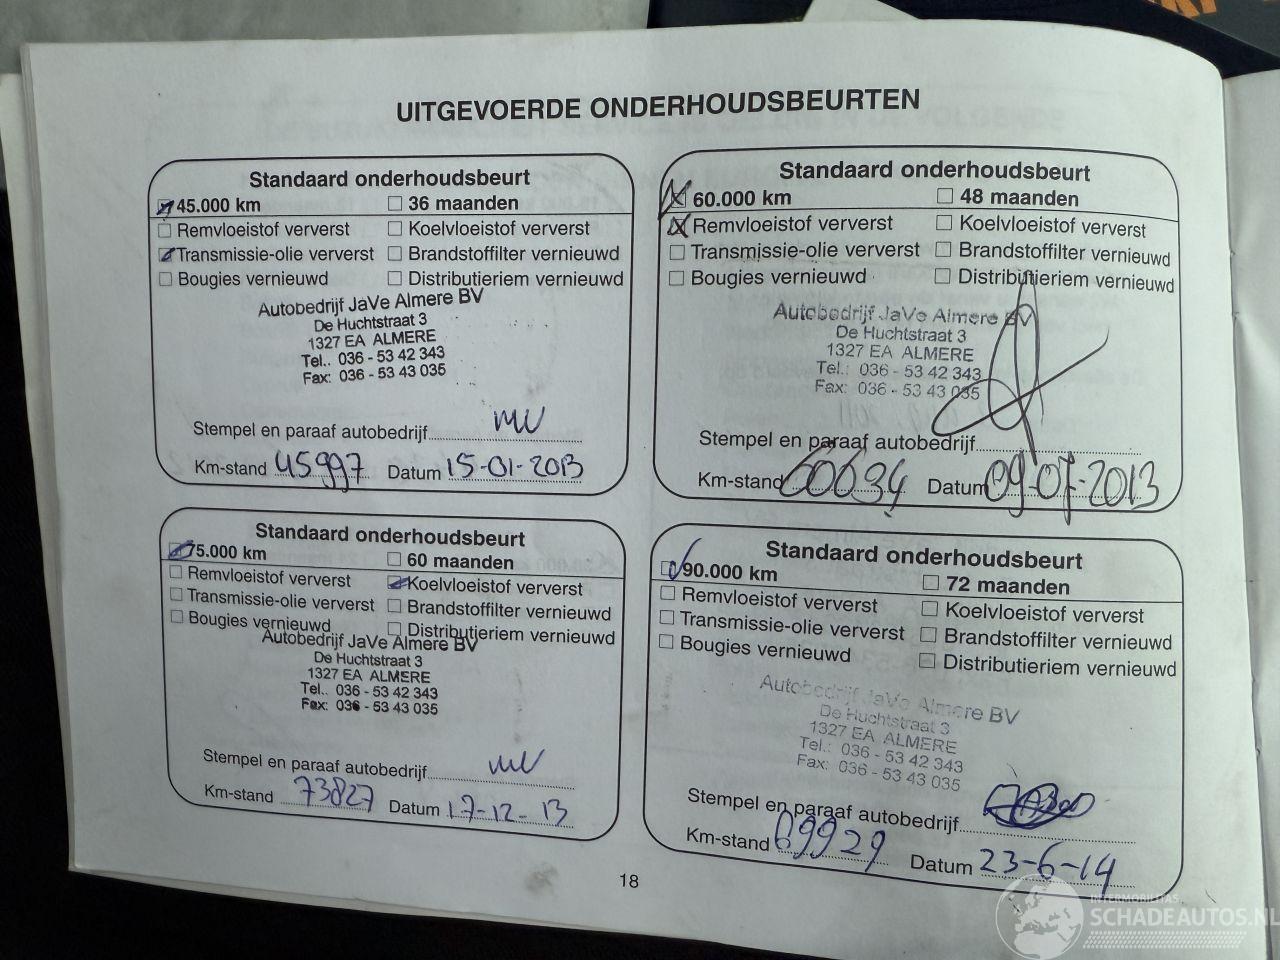 UITGEVOERDE ONDERHOUDSBEURTEN
Standaard onderhoudsbeurt
45.000 km 36 maanden
Remvloeistof ververst Koelvloeistof ververst
Transmissie-olie ververst Brandstoffilter vernieuwd
Bougies vernieuwd Distributieriem vernieuwd
Autobedrijf JaVe Almere BV
De Huchtstraat 3
1327 EA ALMERE
Tel.. 036 - 53 42 343
Fax: 036 - 53 43 035
Stempel en paraaf autobedrijf
Km-stand 45997 Datum 15-01-2013
Standaard onderhoudsbeurt
60.000 km 48 maanden
Remvloeistof ververst Koelvloeistof ververst
Transmissie-olie ververst Brandstoffilter vernieuwd
Bougies vernieuwd Distributieriem vernieuwd
Autobedrijf JaVe Almere BV
De Huchtstraat 3
1327 EA ALMERE
Tel.: 036 - 53 42 343
Fax: 036 - 53 43 035
Stempel en paraaf autobedrijf
Km-stand 60634 Datum 09-07-2013
Standaard onderhoudsbeurt
75.000 km 60 maanden
Remvloeistof ververst Koelvloeistof ververst
Transmissie-olie ververst Brandstoffilter vernieuwd
Bougies vernieuwd Distributieriem vernieuwd
Autobedrijf JaVe Almere BV
De Huchtstraat 3
1327 EA ALMERE
Tel.. 036 - 53 42 343
Fax: 036 - 53 43 035
Stempel en paraaf autobedrijf
Km-stand 73827 Datum 17-12-13
Standaard onderhoudsbeurt
90.000 km 72 maanden
Remvloeistof ververst Koelvloeistof ververst
Transmissie-olie ververst Brandstoffilter vernieuwd
Bougies vernieuwd Distributieriem vernieuwd
Autobedrijf JaVe Almere BV
De Huchtstraat 3
1327 EA ALMERE
Tel.: 036 - 53 42 343
Fax: 036 - 53 43 035
Stempel en paraaf autobedrijf
Km-stand 89929 Datum 23-6-14
18
SCHADEAUTOS.NL